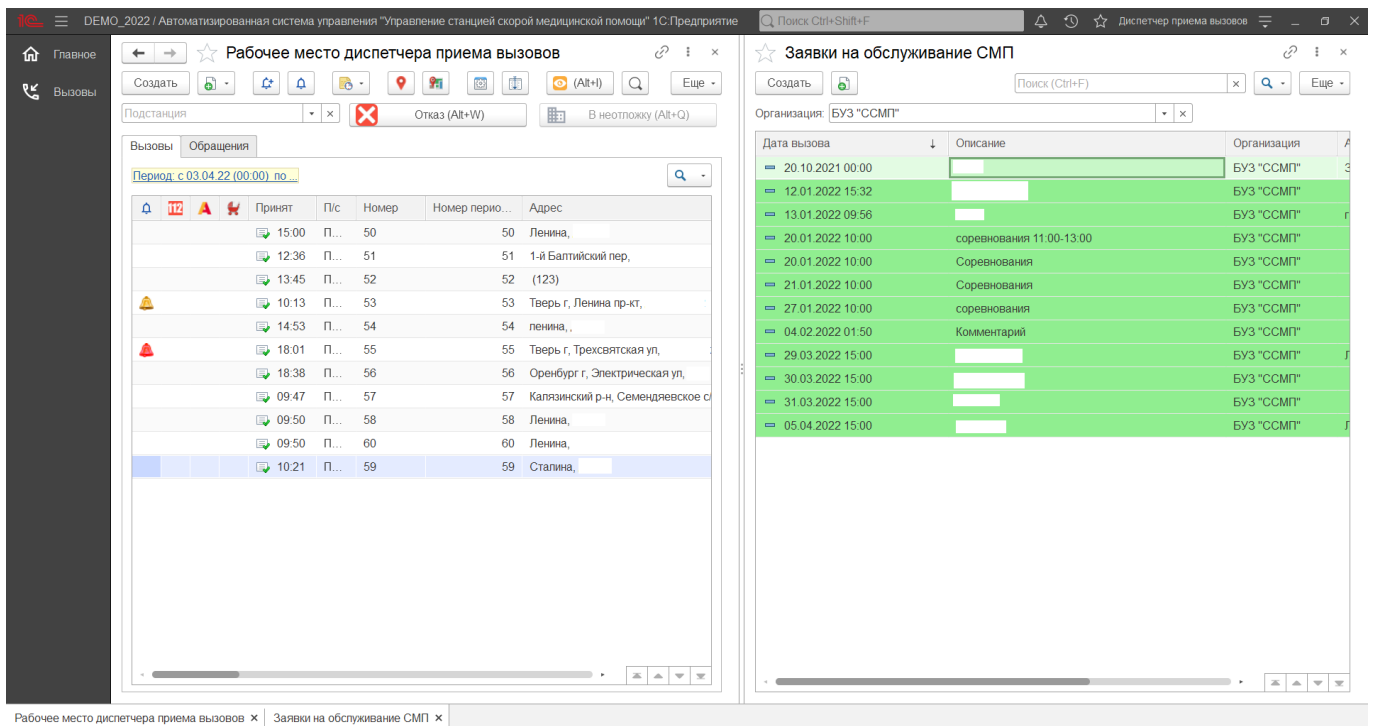 1С DEMO_2022 / Автоматизированная система управления "Управление станцией скорой медицинской помощи" 1С:Предприятие
Поиск Ctrl+Shift+F
Диспетчер приема вызовов
Главное
Вызовы
Рабочее место диспетчера приема вызовов
Создать (Alt+I) Еще
Подстанция Отказ (Alt+W) В неотложку (Alt+Q)
Вызовы Обращения
Период: с 03.04.22 (00:00) по ...
112 Принят П/с Номер Номер перио... Адрес
15:00 П... 50 50 Ленина,
12:36 П... 51 51 1-й Балтийский пер,
13:45 П... 52 52 (123)
10:13 П... 53 53 Тверь г, Ленина пр-кт,
14:53 П... 54 54 ленина, ,
18:01 П... 55 55 Тверь г, Трехсвятская ул,
18:38 П... 56 56 Оренбург г, Электрическая ул,
09:47 П... 57 57 Калязинский р-н, Семендяевское с/
09:50 П... 58 58 Ленина,
09:50 П... 60 60 Ленина,
10:21 П... 59 59 Сталина,
Заявки на обслуживание СМП
Создать Поиск (Ctrl+F) Еще
Организация: БУЗ "ССМП"
Дата вызова ↓ Описание Организация
20.10.2021 00:00 БУЗ "ССМП"
12.01.2022 15:32 БУЗ "ССМП"
13.01.2022 09:56 БУЗ "ССМП"
20.01.2022 10:00 соревнования 11:00-13:00 БУЗ "ССМП"
20.01.2022 10:00 Соревнования БУЗ "ССМП"
21.01.2022 10:00 Соревнования БУЗ "ССМП"
27.01.2022 10:00 соревнования БУЗ "ССМП"
04.02.2022 01:50 Комментарий БУЗ "ССМП"
29.03.2022 15:00 БУЗ "ССМП"
30.03.2022 15:00 БУЗ "ССМП"
31.03.2022 15:00 БУЗ "ССМП"
05.04.2022 15:00 БУЗ "ССМП"
Рабочее место диспетчера приема вызовов × Заявки на обслуживание СМП ×